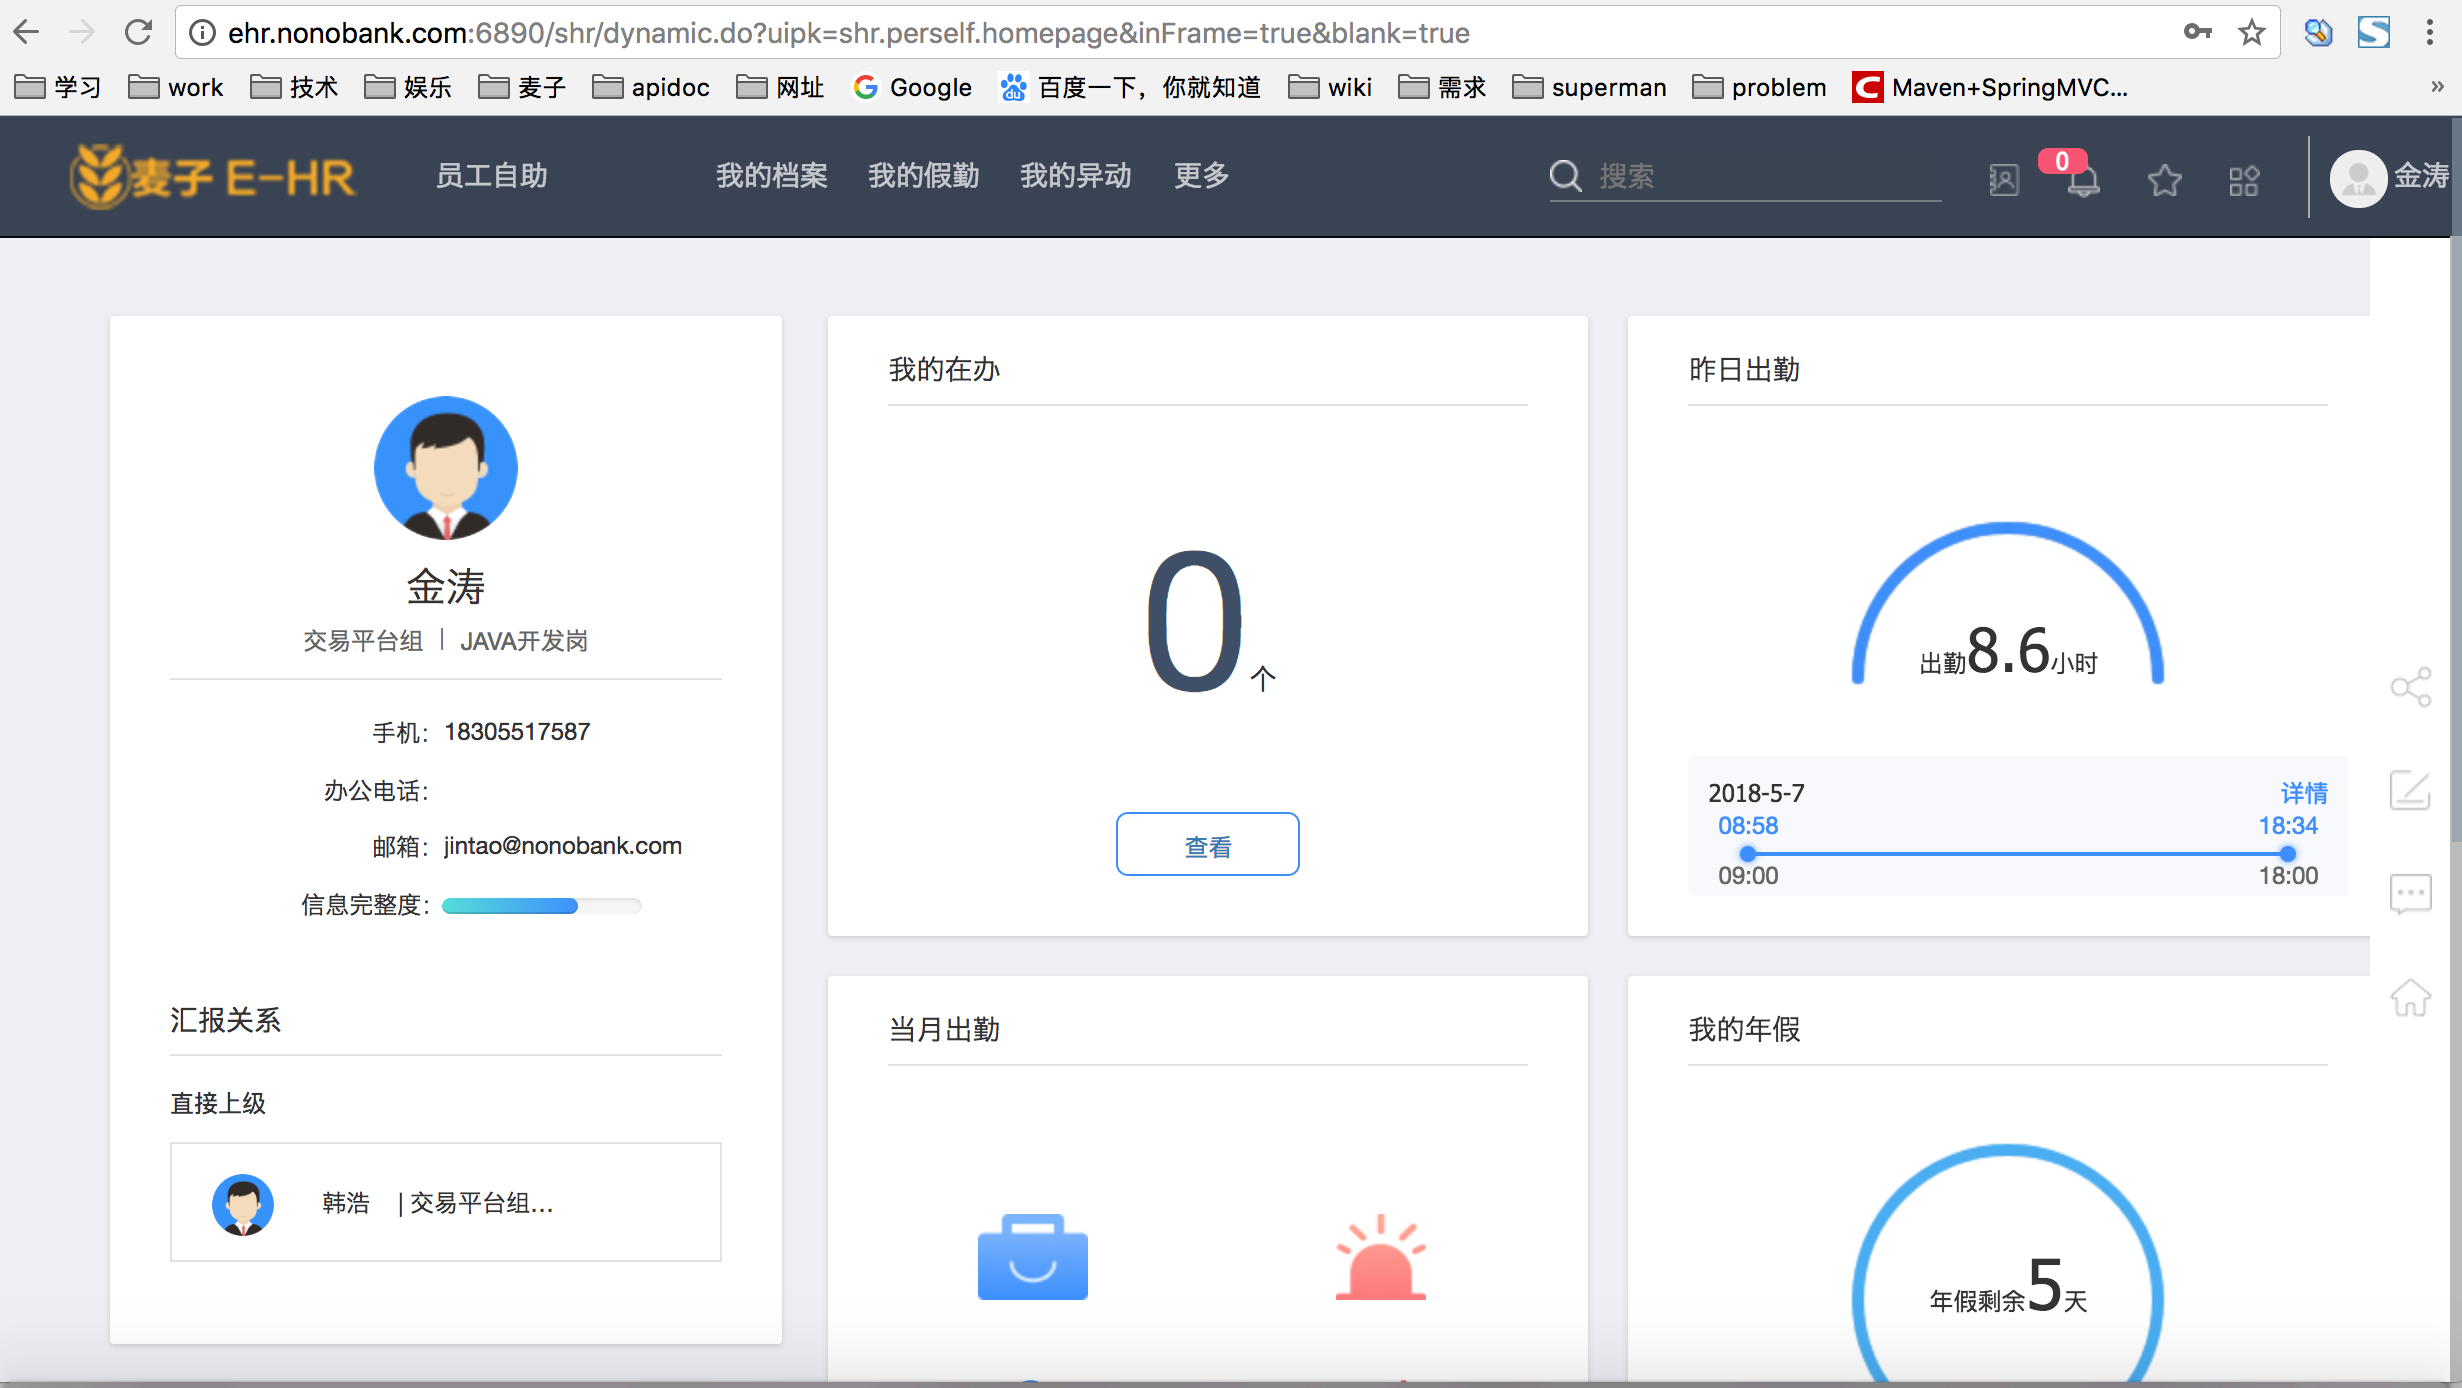 ehr.nonobank.com:6890/shr/dynamic.do?uipk=shr.perself.homepage&inFrame=true&blank=true
学习 work 技术 娱乐 麦子 apidoc 网址 Google 百度一下，你就知道 wiki 需求 superman problem Maven+SpringMVC...
麦子 E-HR 员工自助 我的档案 我的假勤 我的异动 更多 搜索 0 金涛
金涛
交易平台组 | JAVA开发岗
手机: 18305517587
办公电话:
邮箱: jintao@nonobank.com
信息完整度:
汇报关系
直接上级
韩浩 | 交易平台组...
我的在办
0个
查看
昨日出勤
出勤8.6小时
2018-5-7 详情
08:58 18:34
09:00 18:00
当月出勤
我的年假
年假剩余5天